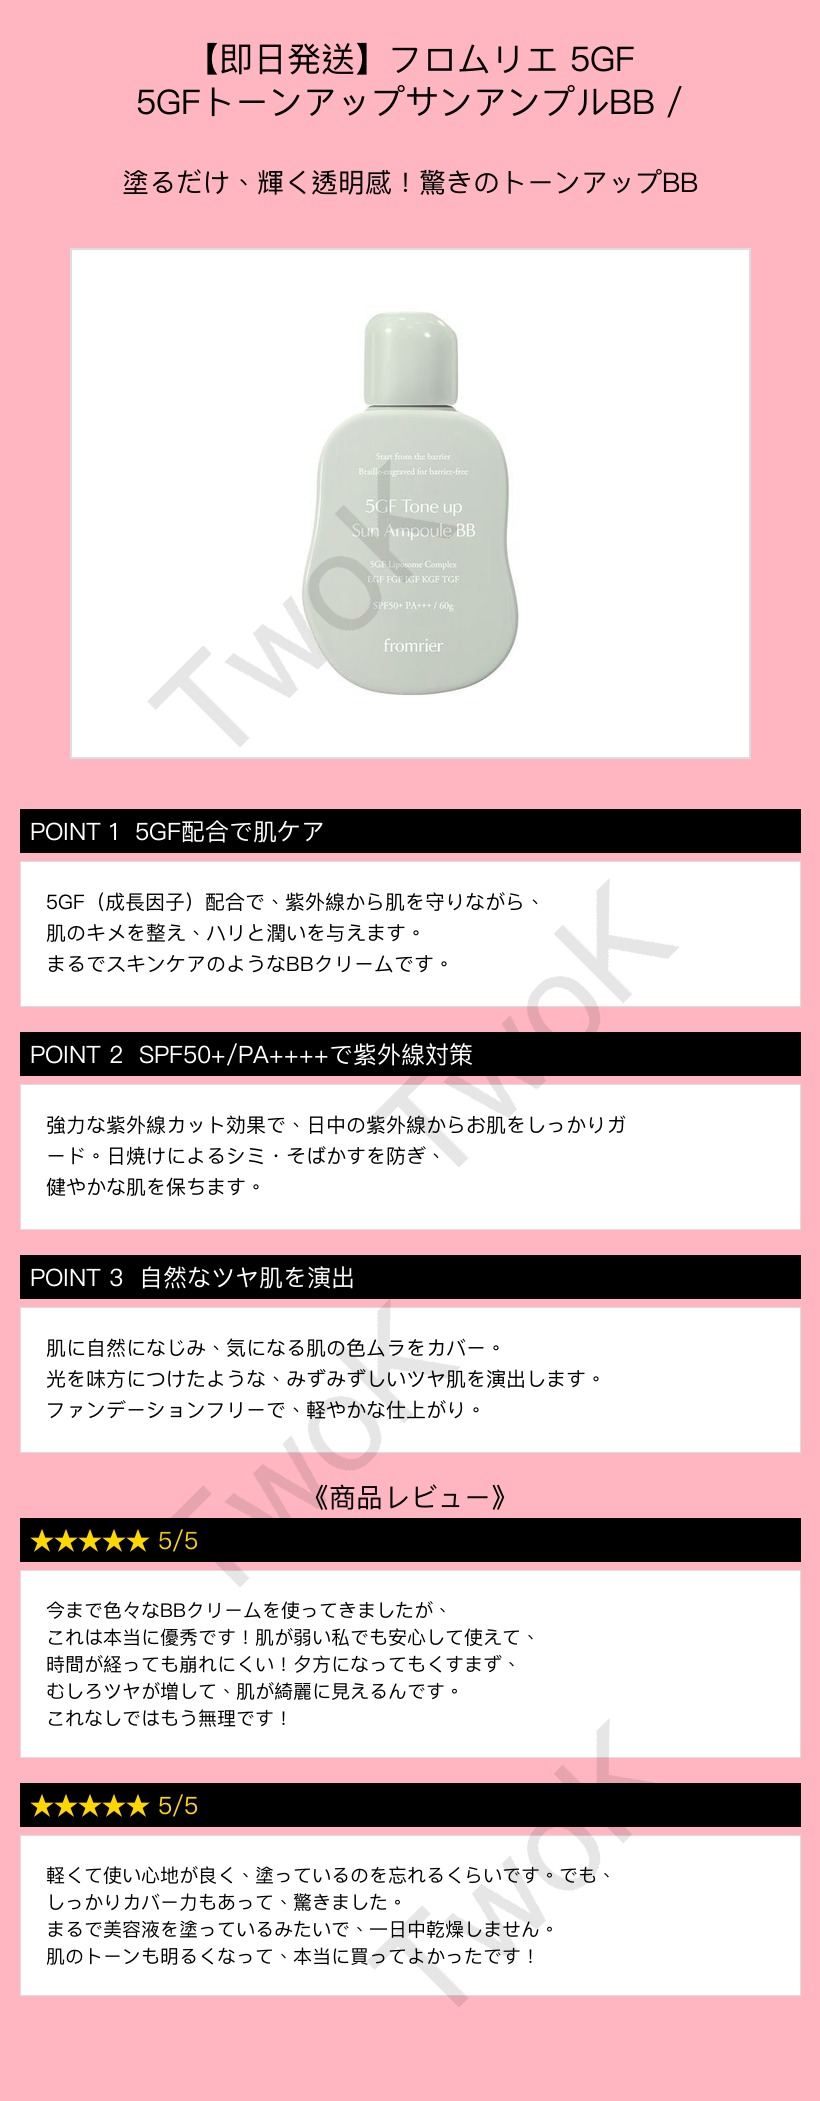 【即日発送】フロムリエ 5GF
5GFトーンアップサンアンプルBB /
塗るだけ、輝く透明感！驚きのトーンアップBB
Start from the barrier
Braille-engraved for barrier-free
5GF Tone up
Sun Ampoule BB
5GF Liposome Complex
EGF FGF IGF KGF TGF
SPF50+ PA+++ / 60g
fromrier
TwoK
POINT 1 5GF配合で肌ケア
5GF（成長因子）配合で、紫外線から肌を守りながら、
肌のキメを整え、ハリと潤いを与えます。
まるでスキンケアのようなBBクリームです。
TwoK
POINT 2 SPF50+/PA++++で紫外線対策
強力な紫外線カット効果で、日中の紫外線からお肌をしっかりガ
ード。日焼けによるシミ・そばかすを防ぎ、
健やかな肌を保ちます。
POINT 3 自然なツヤ肌を演出
肌に自然になじみ、気になる肌の色ムラをカバー。
光を味方につけたような、みずみずしいツヤ肌を演出します。
ファンデーションフリーで、軽やかな仕上がり。
TwoK
《商品レビュー》
★★★★★ 5/5
今まで色々なBBクリームを使ってきましたが、
これは本当に優秀です！肌が弱い私でも安心して使えて、
時間が経っても崩れにくい！夕方になってもくすまず、
むしろツヤが増して、肌が綺麗に見えるんです。
これなしではもう無理です！
★★★★★ 5/5
軽くて使い心地が良く、塗っているのを忘れるくらいです。でも、
しっかりカバー力もあって、驚きました。
まるで美容液を塗っているみたいで、一日中乾燥しません。
肌のトーンも明るくなって、本当に買ってよかったです！
TwoK